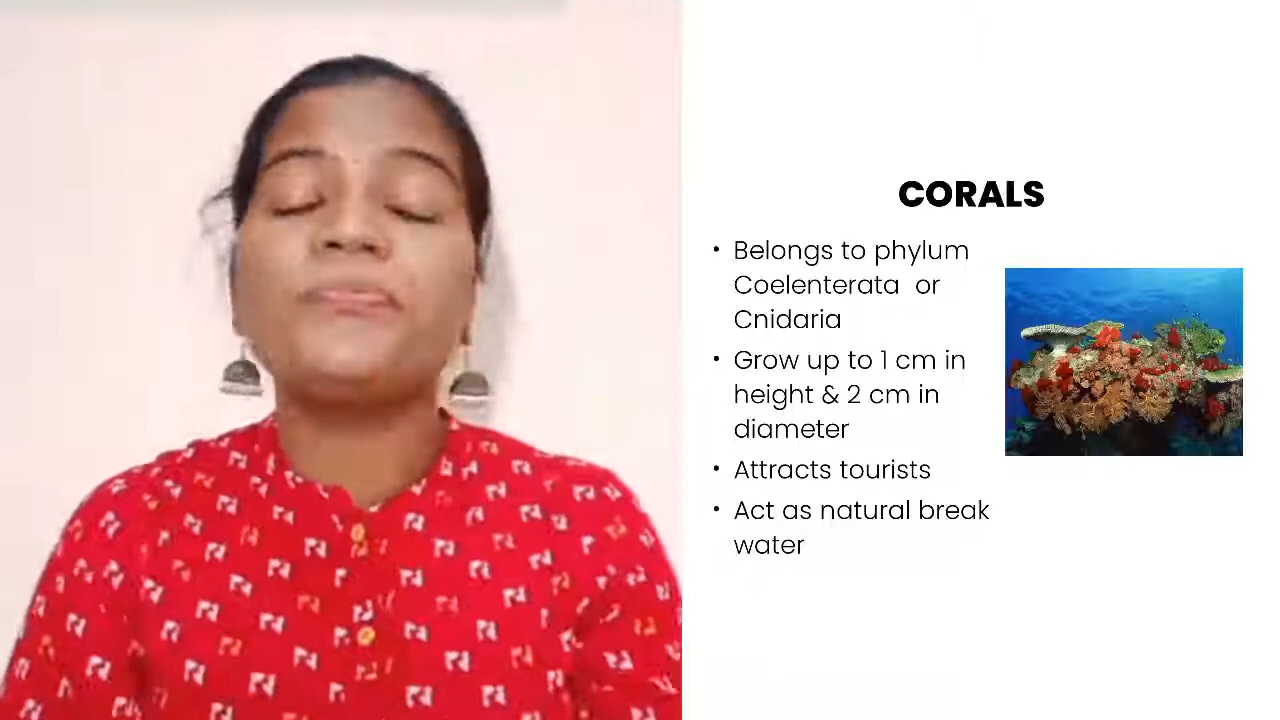 CORALS
• Belongs to phylum
Coelenterata or
Cnidaria
• Grow up to 1 cm in
height & 2 cm in
diameter
• Attracts tourists
• Act as natural break
water